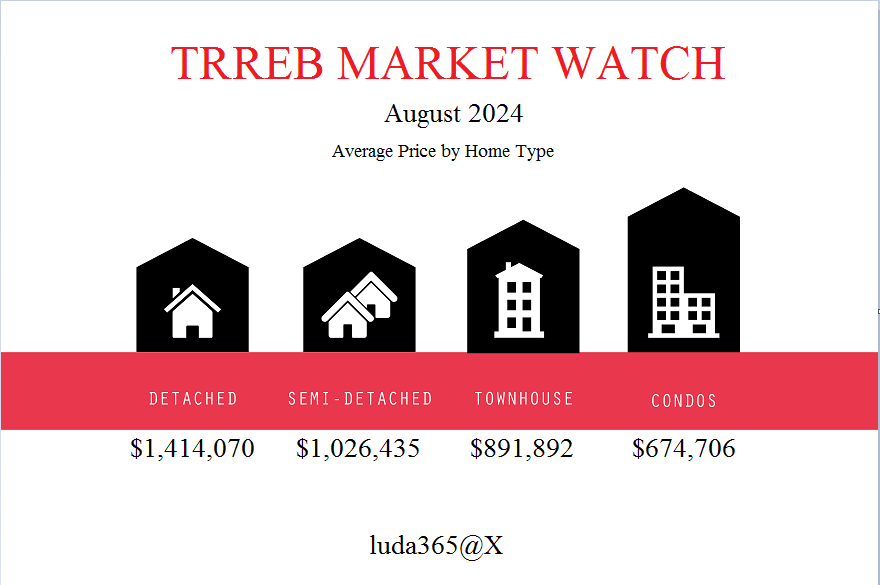 TRREB MARKET WATCH
August 2024
Average Price by Home Type
DETACHED SEMI-DETACHED TOWNHOUSE CONDOS
$1,414,070 $1,026,435 $891,892 $674,706
luda365@X